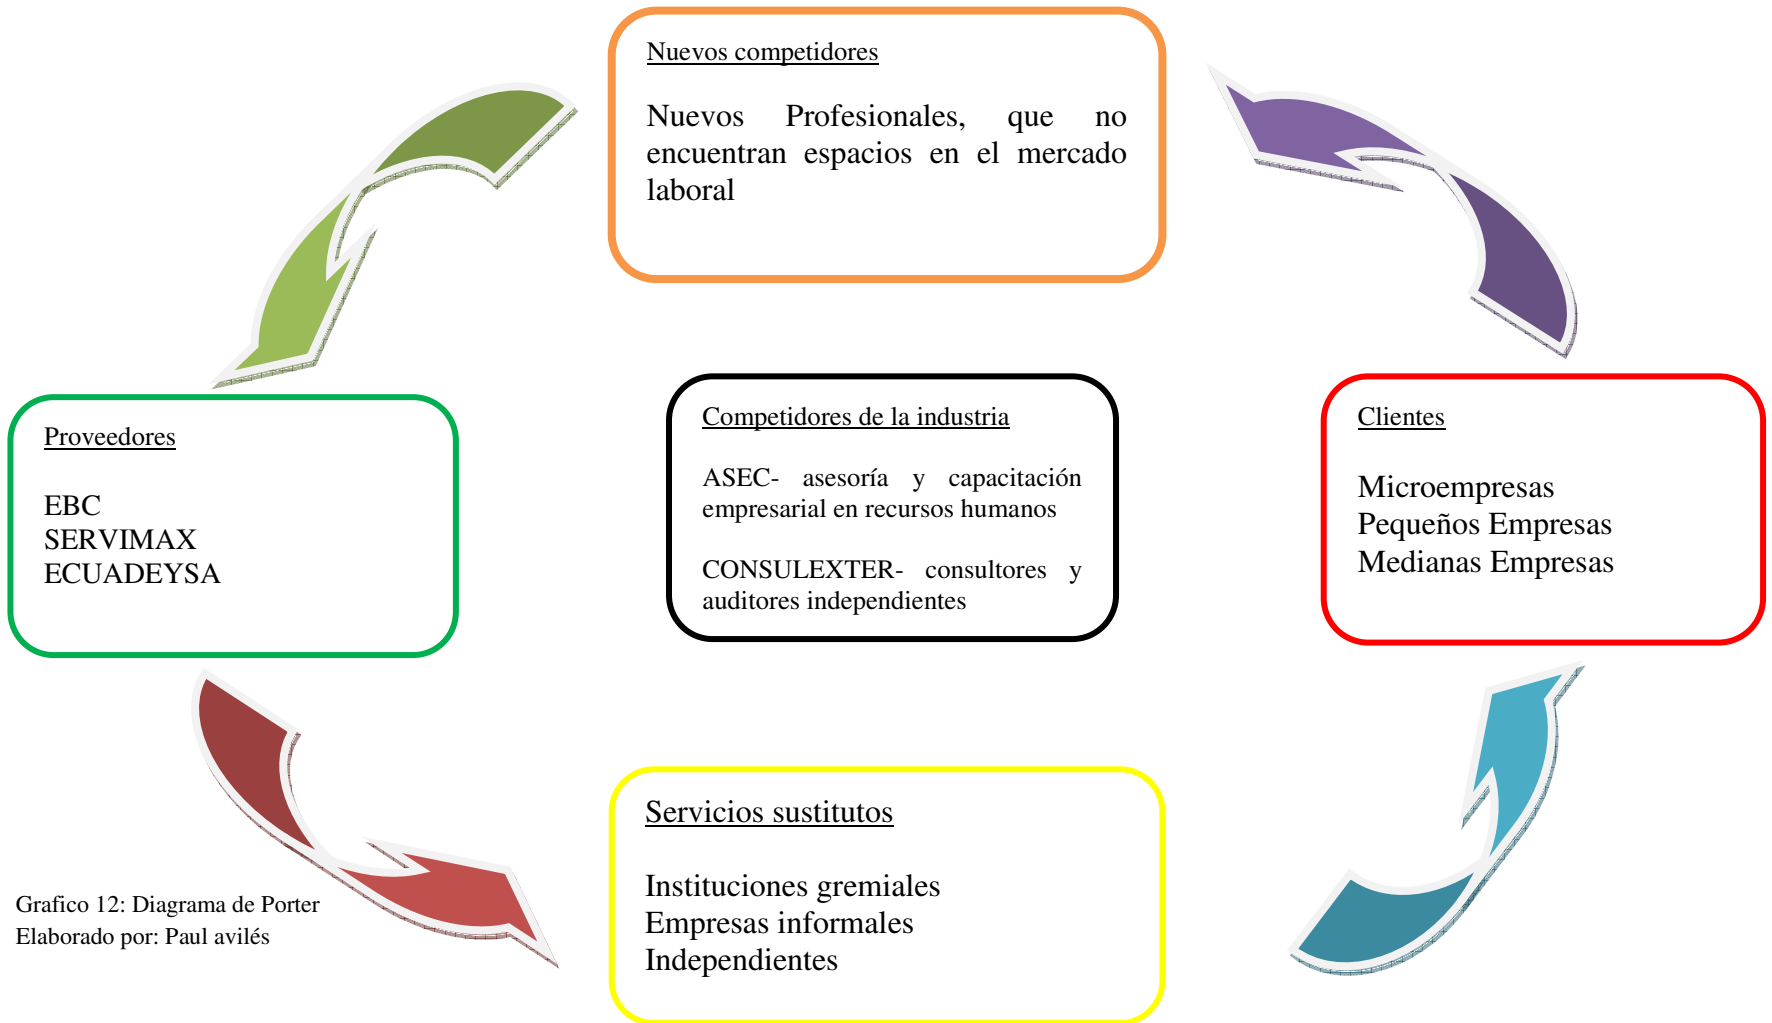 Nuevos competidores
Nuevos Profesionales, que no
encuentran espacios en el mercado
laboral
Proveedores
EBC
SERVIMAX
ECUADEYSA
Competidores de la industria
ASEC- asesoría y capacitación
empresarial en recursos humanos
CONSULEXTER- consultores y
auditores independientes
Clientes
Microempresas
Pequeños Empresas
Medianas Empresas
Servicios sustitutos
Instituciones gremiales
Empresas informales
Independientes
Grafico 12: Diagrama de Porter
Elaborado por: Paul avilés